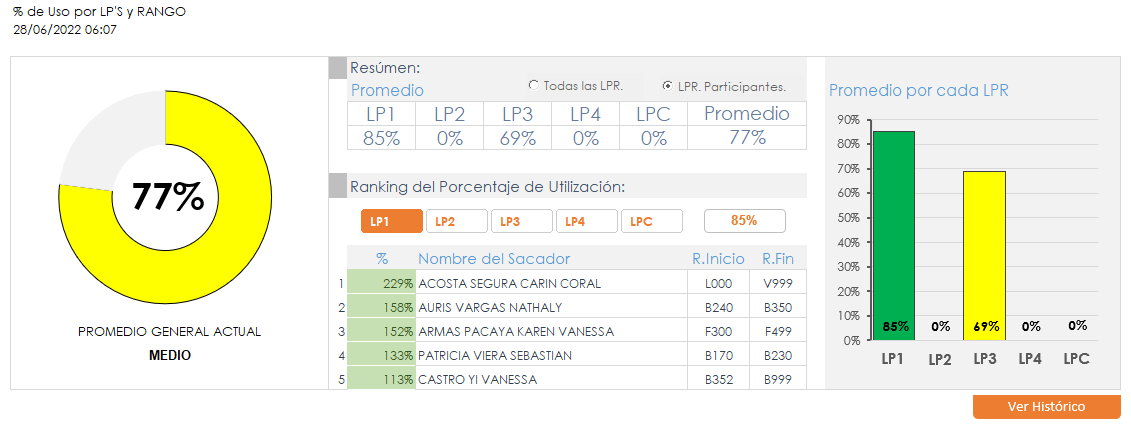 % de Uso por LP'S y RANGO
28/06/2022 06:07
77%
PROMEDIO GENERAL ACTUAL
MEDIO
Resúmen:
Promedio
Todas las LPR.
LPR. Participantes.
LP1 LP2 LP3 LP4 LPC Promedio
85% 0% 69% 0% 0% 77%
Ranking del Porcentaje de Utilización:
LP1 LP2 LP3 LP4 LPC 85%
% Nombre del Sacador R.Inicio R.Fin
1 229% ACOSTA SEGURA CARIN CORAL L000 V999
2 158% AURIS VARGAS NATHALY B240 B350
3 152% ARMAS PACAYA KAREN VANESSA F300 F499
4 133% PATRICIA VIERA SEBASTIAN B170 B230
5 113% CASTRO YI VANESSA B352 B999
Promedio por cada LPR
90%
80%
70%
60%
50%
40%
30%
20%
10%
0%
85% 0% 69% 0% 0%
LP1 LP2 LP3 LP4 LPC
Ver Histórico